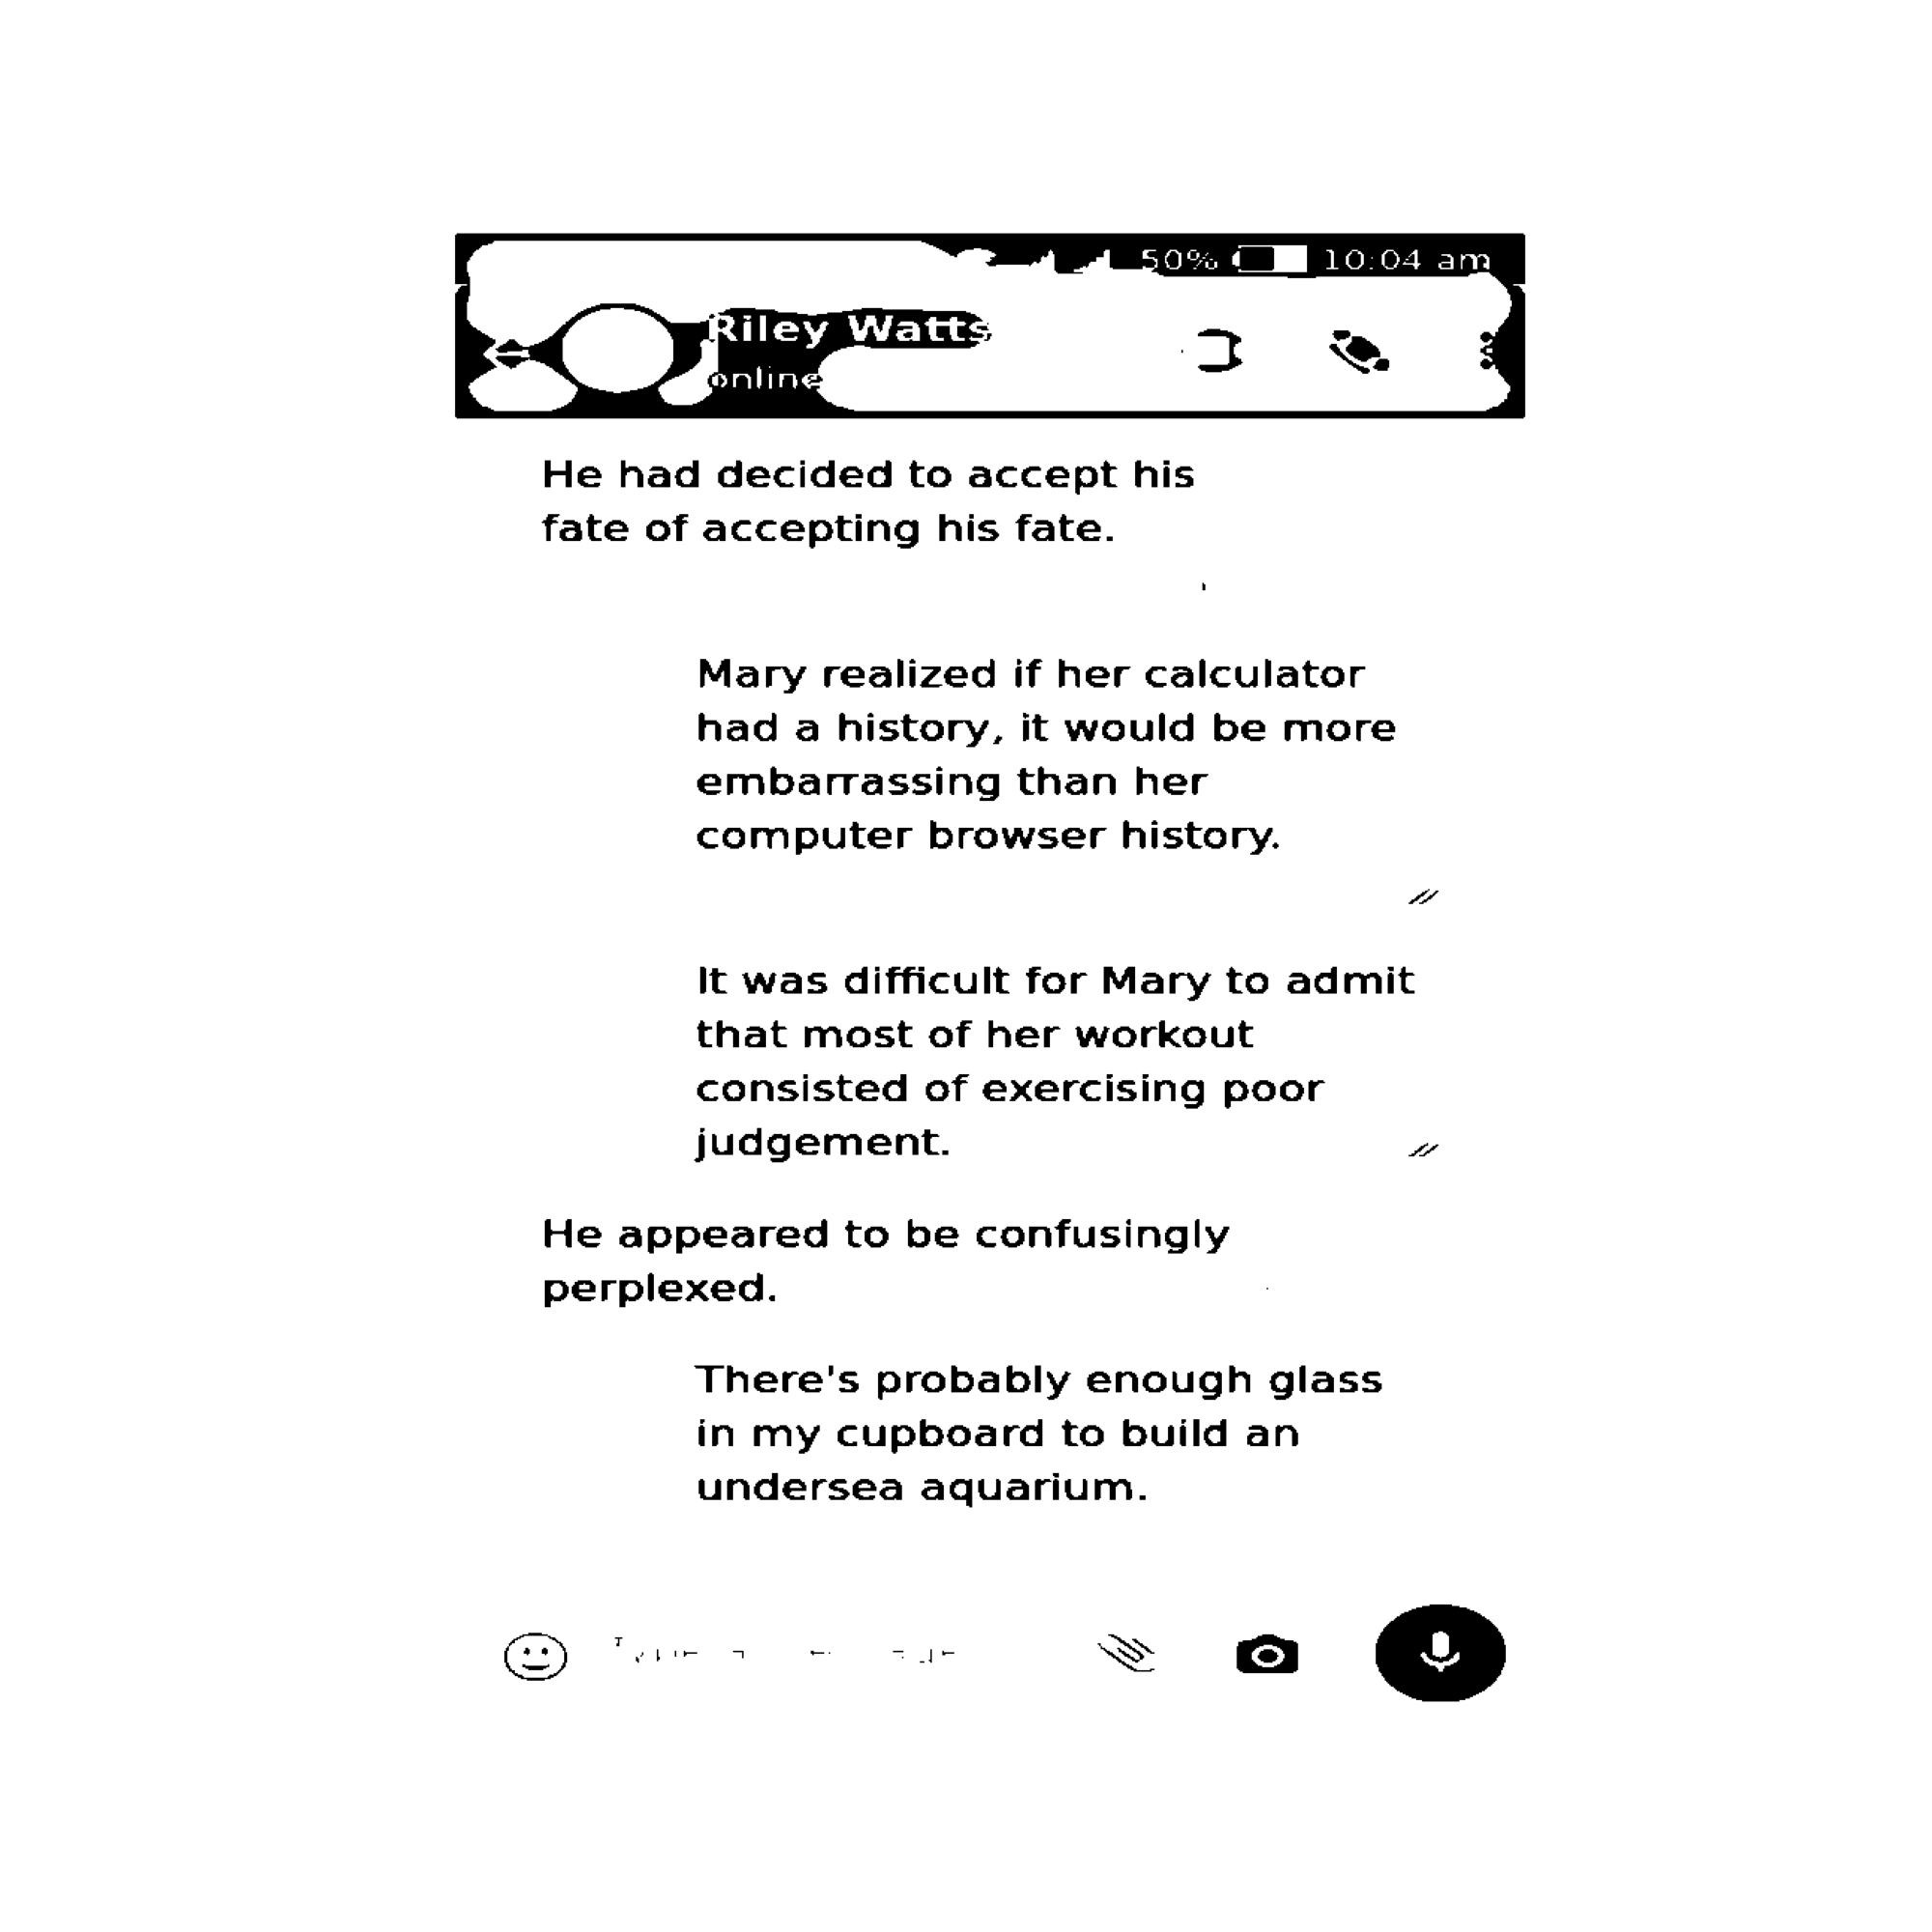 50% 10:04 am
Riley Watts
online
He had decided to accept his
fate of accepting his fate.
Mary realized if her calculator
had a history, it would be more
embarrassing than her
computer browser history.
It was difficult for Mary to admit
that most of her workout
consisted of exercising poor
judgement.
He appeared to be confusingly
perplexed.
There's probably enough glass
in my cupboard to build an
undersea aquarium.